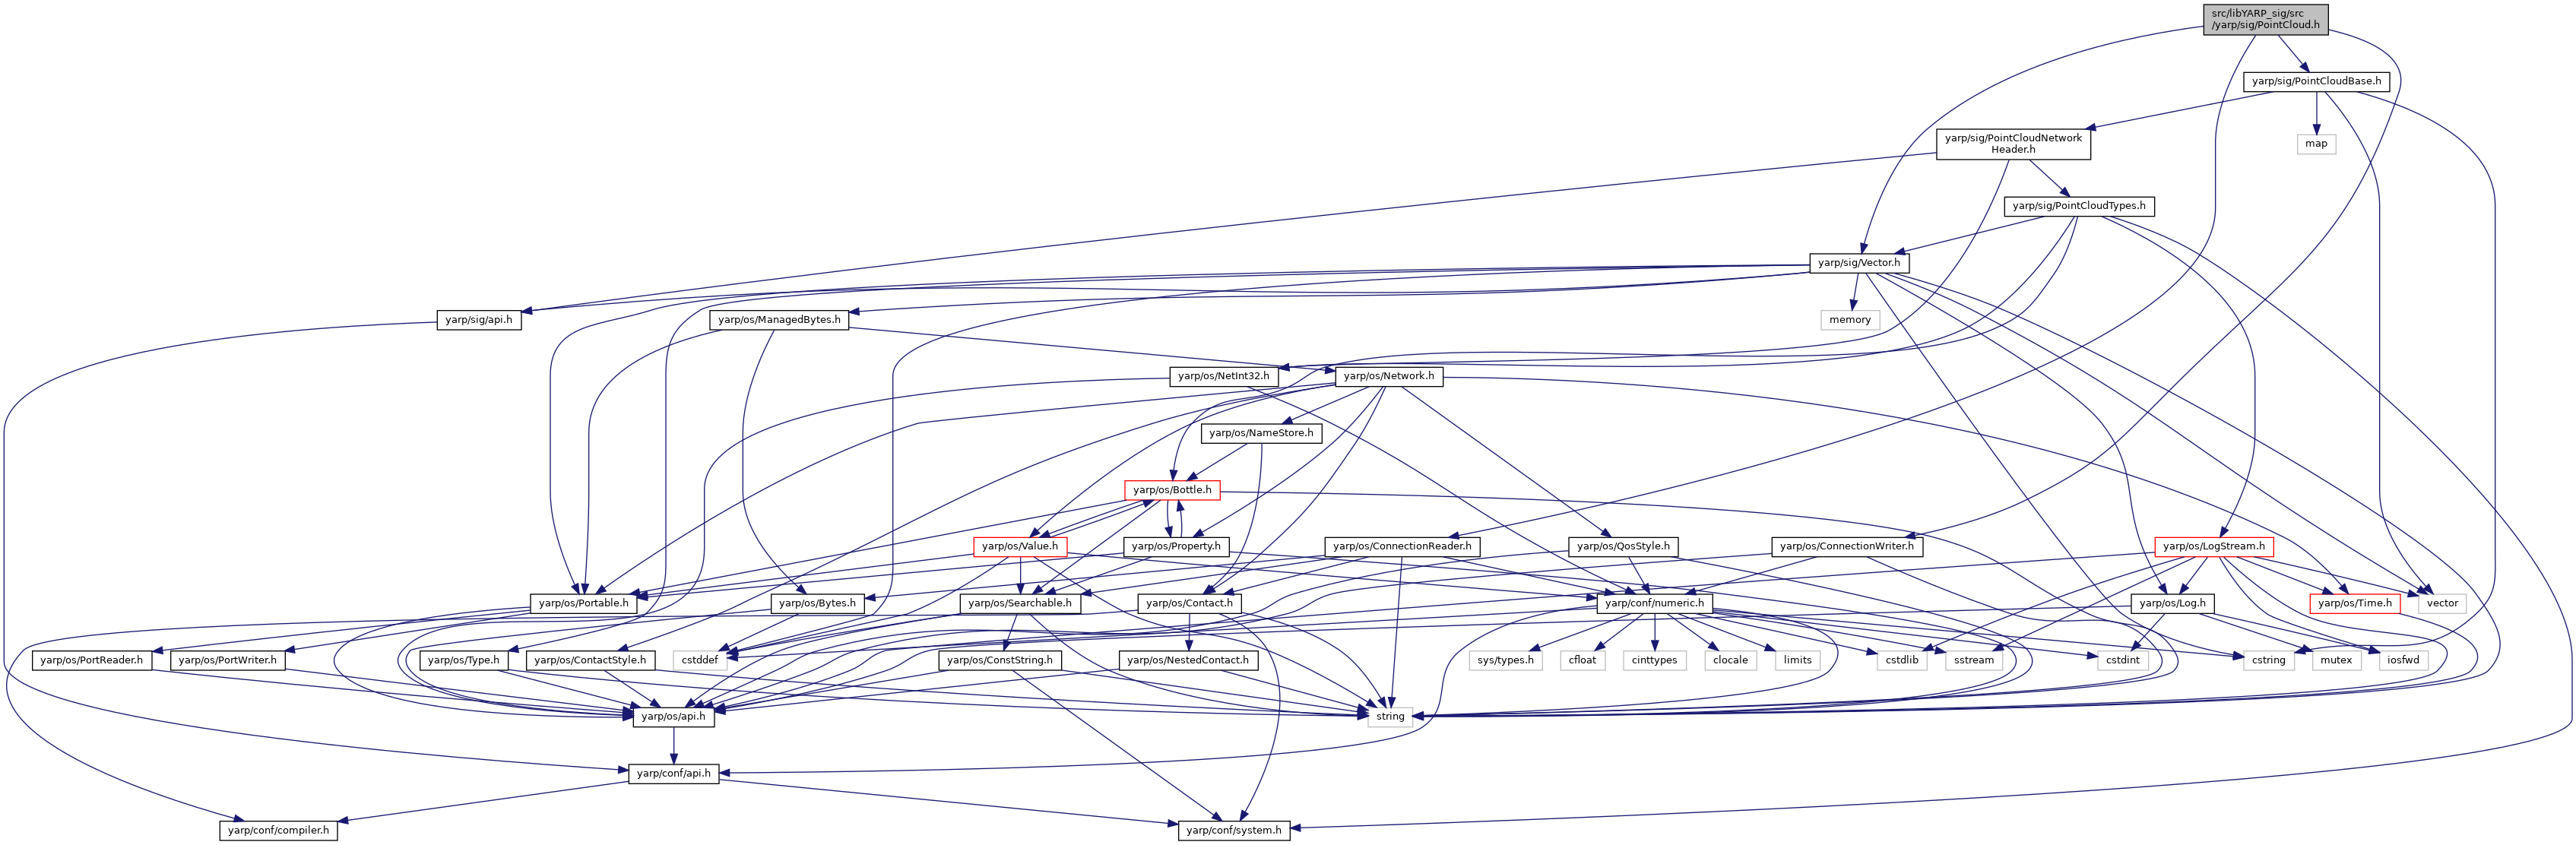 src/libYARP_sig/src
/yarp/sig/PointCloud.h
yarp/sig/PointCloudBase.h
yarp/sig/PointCloudNetwork
Header.h
map
yarp/sig/PointCloudTypes.h
yarp/sig/Vector.h
yarp/sig/api.h
yarp/os/ManagedBytes.h
memory
yarp/os/NetInt32.h
yarp/os/Network.h
yarp/os/NameStore.h
yarp/os/Bottle.h
yarp/os/Value.h
yarp/os/Property.h
yarp/os/ConnectionReader.h
yarp/os/QosStyle.h
yarp/os/ConnectionWriter.h
yarp/os/LogStream.h
yarp/os/Portable.h
yarp/os/Bytes.h
yarp/os/Searchable.h
yarp/os/Contact.h
yarp/conf/numeric.h
yarp/os/Log.h
yarp/os/Time.h
vector
yarp/os/PortReader.h
yarp/os/PortWriter.h
yarp/os/Type.h
yarp/os/ContactStyle.h
cstddef
yarp/os/ConstString.h
yarp/os/NestedContact.h
sys/types.h
cfloat
cinttypes
clocale
limits
cstdlib
sstream
cstdint
cstring
mutex
iosfwd
yarp/os/api.h
string
yarp/conf/api.h
yarp/conf/compiler.h
yarp/conf/system.h